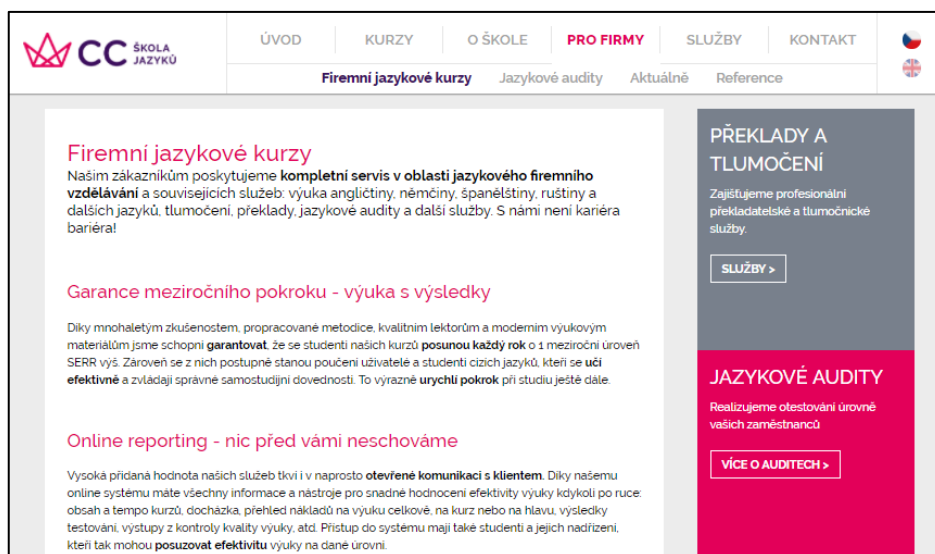 CC ŠKOLA
JAZYKŮ
ÚVOD KURZY O ŠKOLE PRO FIRMY SLUŽBY KONTAKT
Firemní jazykové kurzy Jazykové audity Aktuálně Reference
Firemní jazykové kurzy
Našim zákazníkům poskytujeme kompletní servis v oblasti jazykového firemního
vzdělávání a souvisejících služeb: výuka angličtiny, němčiny, španělštiny, ruštiny a
dalších jazyků, tlumočení, překlady, jazykové audity a další služby. S námi není kariéra
bariéra!
Garance meziročního pokroku - výuka s výsledky
Díky mnohaletým zkušenostem, propracované metodice, kvalitním lektorům a moderním výukovým
materiálům jsme schopni garantovat, že se studenti našich kurzů posunou každý rok o 1 meziroční úroveň
SERR výš. Zároveň se z nich postupně stanou poučení uživatelé a studenti cizích jazyků, kteří se učí
efektivně a zvládají správné samostudijní dovednosti. To výrazně urychlí pokrok při studiu ještě dále.
Online reporting - nic před vámi neschováme
Vysoká přidaná hodnota našich služeb tkví i v naprosto otevřené komunikaci s klientem. Díky našemu
online systému máte všechny informace a nástroje pro snadné hodnocení efektivity výuky kdykoli po ruce:
obsah a tempo kurzů, docházka, přehled nákladů na výuku celkově, na kurz nebo na hlavu, výsledky
testování, výstupy z kontroly kvality výuky, atd. Přístup do systému mají také studenti a jejich nadřízení,
kteří tak mohou posuzovat efektivitu výuky na dané úrovni.
PŘEKLADY A
TLUMOČENÍ
Zajišťujeme profesionální
překladatelské a tlumočnické
služby.
SLUŽBY >
JAZYKOVÉ AUDITY
Realizujeme otestování úrovně
vašich zaměstnanců
VÍCE O AUDITECH >